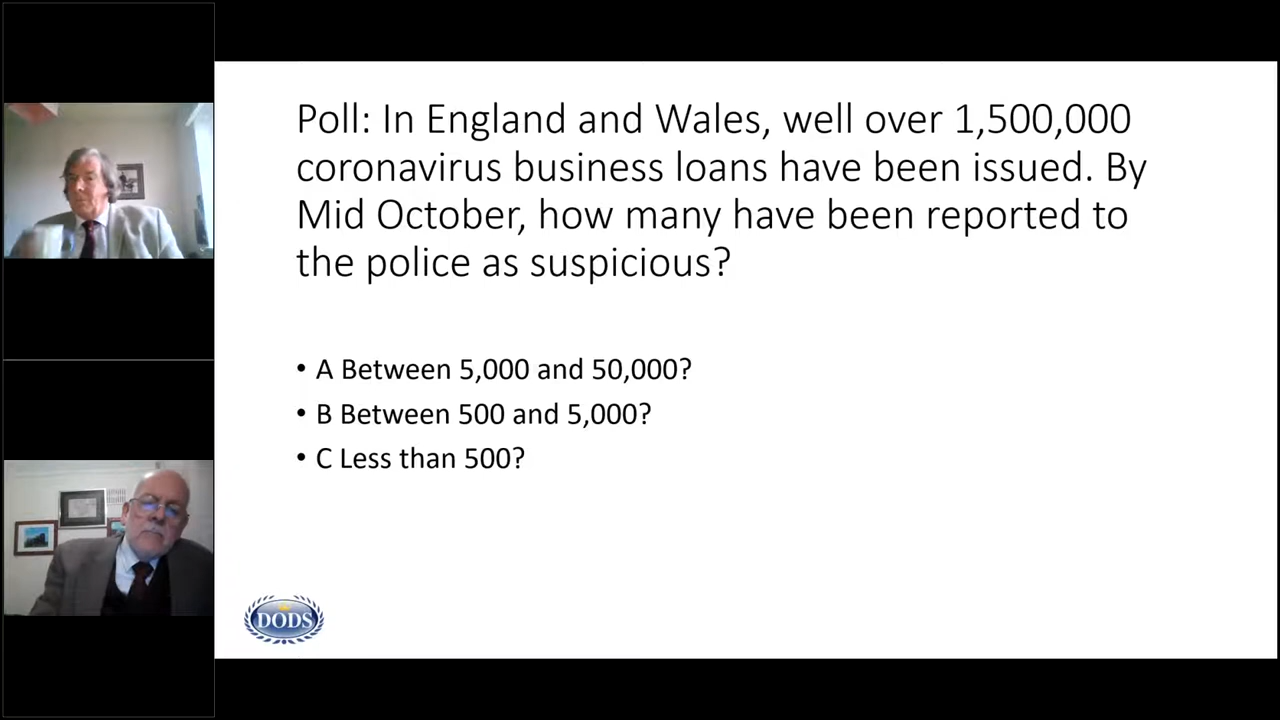 Poll: In England and Wales, well over 1,500,000
coronavirus business loans have been issued. By
Mid October, how many have been reported to
the police as suspicious?
• A Between 5,000 and 50,000?
• B Between 500 and 5,000?
• C Less than 500?
DODS